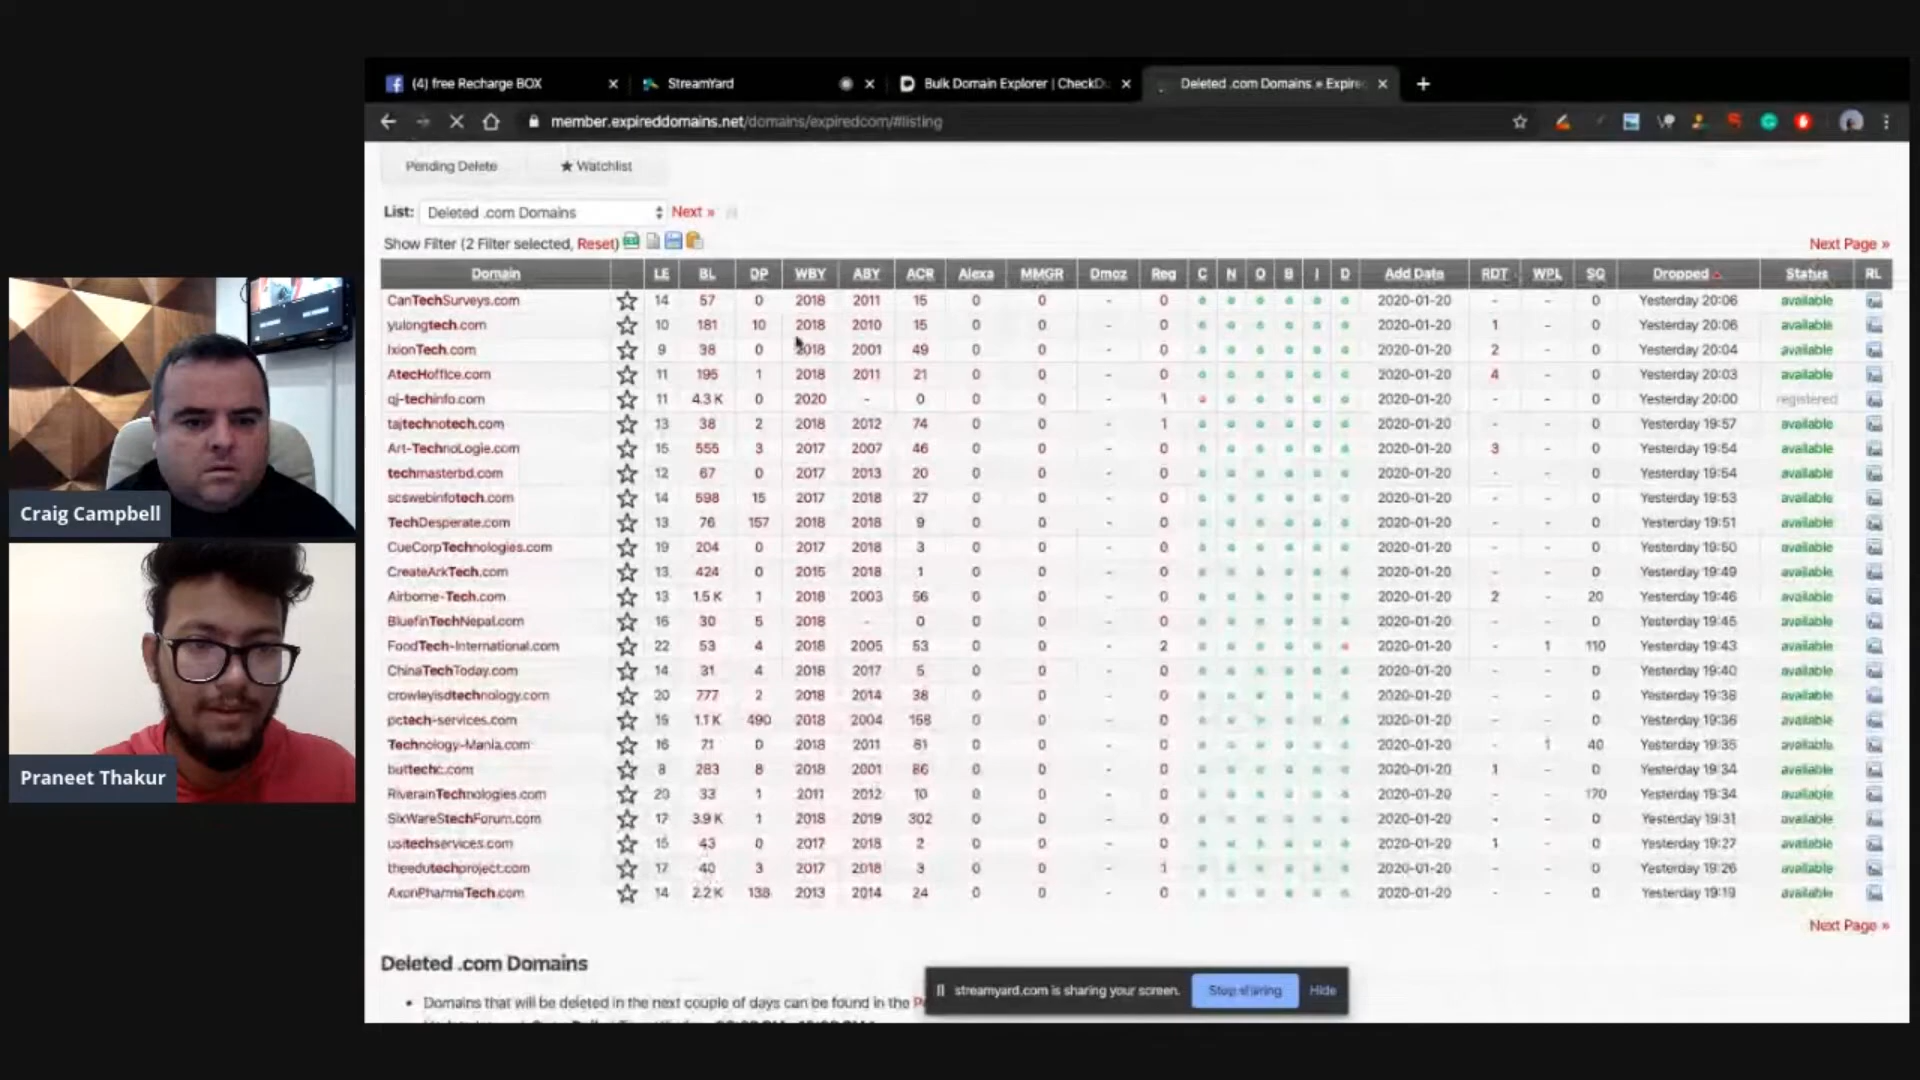 (4) free Recharge BOX
StreamYard
Bulk Domain Explorer | CheckD
Deleted .com Domains » Expire
member.expireddomains.net/domains/expiredcom/#listing
Pending Delete ★ Watchlist
List: Deleted .com Domains Next »
Show Filter (2 Filter selected, Reset)
Next Page »
Domain LE BL DP WBY ABY ACR Alexa MMGR Dmoz Reg C N O B I D Add Date RDT WPL SG Dropped Status RL
CanTechSurveys.com 14 57 0 2018 2011 15 0 0 - 0 2020-01-20 - - 0 Yesterday 20:06 available
yulongtech.com 10 181 10 2018 2010 15 0 0 - 0 2020-01-20 1 - 0 Yesterday 20:06 available
IxionTech.com 9 38 0 2018 2001 49 0 0 - 0 2020-01-20 2 - 0 Yesterday 20:04 available
AtecHoffice.com 11 195 1 2018 2011 21 0 0 - 0 2020-01-20 4 - 0 Yesterday 20:03 available
qj-techinfo.com 11 4.3 K 0 2020 - 0 0 0 - 1 2020-01-20 - - 0 Yesterday 20:00 registered
tajtechnotech.com 13 38 2 2018 2012 74 0 0 - 1 2020-01-20 - - 0 Yesterday 19:57 available
Art-TechnoLogie.com 15 555 3 2017 2007 46 0 0 - 0 2020-01-20 3 - 0 Yesterday 19:54 available
techmasterbd.com 12 67 0 2017 2013 20 0 0 - 0 2020-01-20 - - 0 Yesterday 19:54 available
scswebinfotech.com 14 598 15 2017 2018 27 0 0 - 0 2020-01-20 - - 0 Yesterday 19:53 available
TechDesperate.com 13 76 157 2018 2018 9 0 0 - 0 2020-01-20 - - 0 Yesterday 19:51 available
CueCorpTechnologies.com 19 204 0 2017 2018 3 0 0 - 0 2020-01-20 - - 0 Yesterday 19:50 available
CreateArkTech.com 13 424 0 2015 2018 1 0 0 - 0 2020-01-20 - - 0 Yesterday 19:49 available
Airborne-Tech.com 13 1.5 K 1 2018 2003 56 0 0 - 0 2020-01-20 2 - 20 Yesterday 19:46 available
BluefinTechNepal.com 16 30 5 2018 - 0 0 0 - 0 2020-01-20 - - 0 Yesterday 19:45 available
FoodTech-International.com 22 53 4 2018 2005 53 0 0 - 2 2020-01-20 - 1 110 Yesterday 19:43 available
ChinaTechToday.com 14 31 4 2018 2017 5 0 0 - 0 2020-01-20 - - 0 Yesterday 19:40 available
crowleyisdtechnology.com 20 777 2 2018 2014 38 0 0 - 0 2020-01-20 - - 0 Yesterday 19:38 available
pctech-services.com 15 1.1 K 490 2018 2004 168 0 0 - 0 2020-01-20 - - 0 Yesterday 19:36 available
Technology-Mania.com 16 71 0 2018 2011 81 0 0 - 0 2020-01-20 - 1 40 Yesterday 19:35 available
buttechc.com 8 283 8 2018 2001 86 0 0 - 0 2020-01-20 1 - 0 Yesterday 19:34 available
RiverainTechnologies.com 20 33 1 2011 2012 10 0 0 - 0 2020-01-20 - - 170 Yesterday 19:34 available
SixWareStechForum.com 17 3.9 K 1 2018 2019 302 0 0 - 0 2020-01-20 - - 0 Yesterday 19:31 available
usitechservices.com 15 43 0 2017 2018 2 0 0 - 0 2020-01-20 1 - 0 Yesterday 19:27 available
theedutechproject.com 17 40 3 2017 2018 3 0 0 - 1 2020-01-20 - - 0 Yesterday 19:26 available
AxonPharmaTech.com 14 2.2 K 138 2013 2014 24 0 0 - 0 2020-01-20 - - 0 Yesterday 19:19 available
Next Page »
Deleted .com Domains
• Domains that will be deleted in the next couple of days can be found in the
streamyard.com is sharing your screen. Stop sharing Hide
Craig Campbell
Praneet Thakur